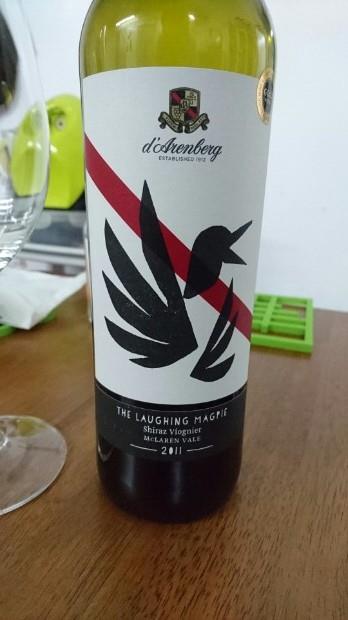 d'Arenberg
ESTABLISHED 1912
THE LAUGHING MAGPIE
Shiraz Viognier
McLAREN VALE
2011